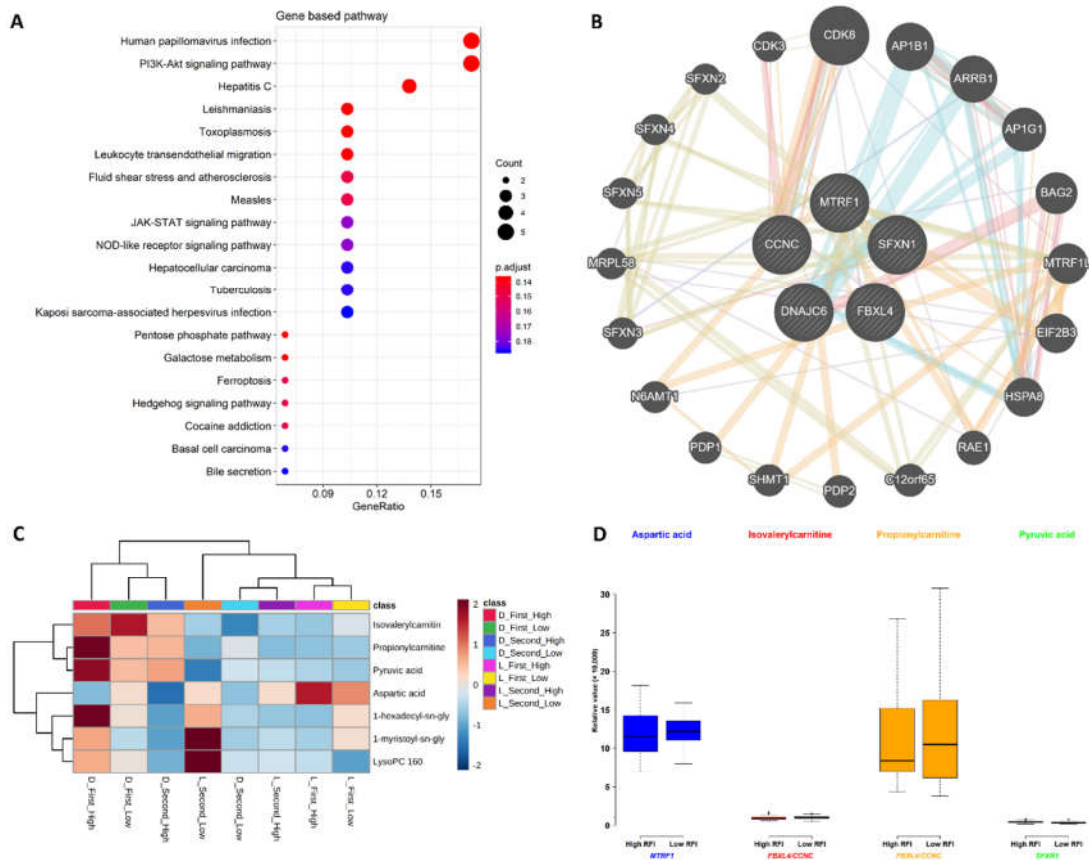 A
Gene based pathway
Human papillomavirus infection
PI3K-Akt signaling pathway
Hepatitis C
Leishmaniasis
Toxoplasmosis
Leukocyte transendothelial migration
Fluid shear stress and atherosclerosis
Measles
JAK-STAT signaling pathway
NOD-like receptor signaling pathway
Hepatocellular carcinoma
Tuberculosis
Kaposi sarcoma-associated herpesvirus infection
Pentose phosphate pathway
Galactose metabolism
Ferroptosis
Hedgehog signaling pathway
Cocaine addiction
Basal cell carcinoma
Bile secretion
0.09 0.12 0.15
GeneRatio
Count
2
3
4
5
p.adjust
0.14
0.15
0.16
0.17
0.18
B
CDK8
CDK3
AP1B1
ARRB1
SFXN2
SFXN4
AP1G1
SFXN5
BAG2
MTRF1
CCNC
SFXN1
MRPL58
MTRF1L
DNAJC6
FBXL4
SFXN3
EIF2B3
N6AMT1
HSPA8
PDP1
RAE1
SHMT1
PDP2
C12orf65
C
class
Isovalerylcarnitin
Propionylcarnitine
Pyruvic acid
Aspartic acid
1-hexadecyl-sn-gly
1-myristoyl-sn-gly
LysoPC 160
D_First_High
D_First_Low
D_Second_High
L_Second_Low
D_Second_Low
L_Second_High
L_First_High
L_First_Low
2
1
0
-1
-2
class
D_First_High
D_First_Low
D_Second_High
D_Second_Low
L_First_High
L_First_Low
L_Second_High
L_Second_Low
D
Aspartic acid Isovalerylcarnitine Propionylcarnitine Pyruvic acid
Relative value (× 10,000)
30
25
20
15
10
5
0
High RFI Low RFI High RFI Low RFI High RFI Low RFI High RFI Low RFI
MTRF1 FBXL4/CCNC FBXL4/CCNC SFXN1